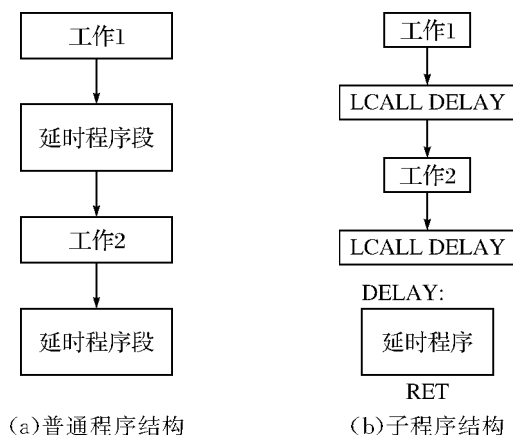 工作1
延时程序段
工作2
延时程序段
(a)普通程序结构
工作1
LCALL DELAY
工作2
LCALL DELAY
DELAY:
延时程序
RET
(b)子程序结构